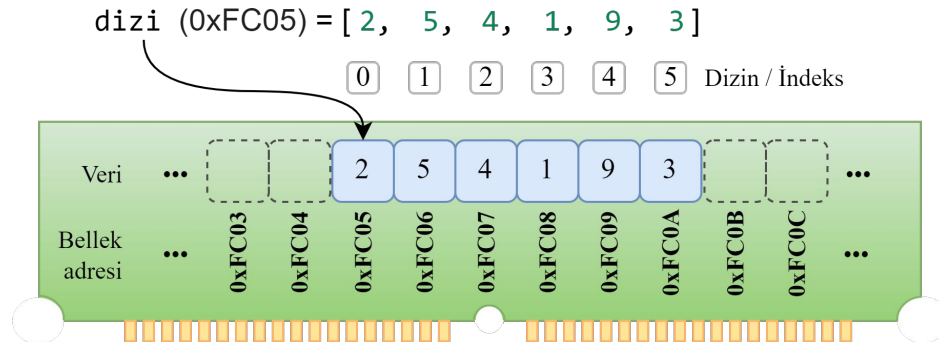 dizi (0xFC05) = [ 2, 5, 4, 1, 9, 3 ]
0 1 2 3 4 5 Dizin / İndeks
Veri ... 2 5 4 1 9 3 ...
Bellek adresi ... 0xFC03 0xFC04 0xFC05 0xFC06 0xFC07 0xFC08 0xFC09 0xFC0A 0xFC0B 0xFC0C ...